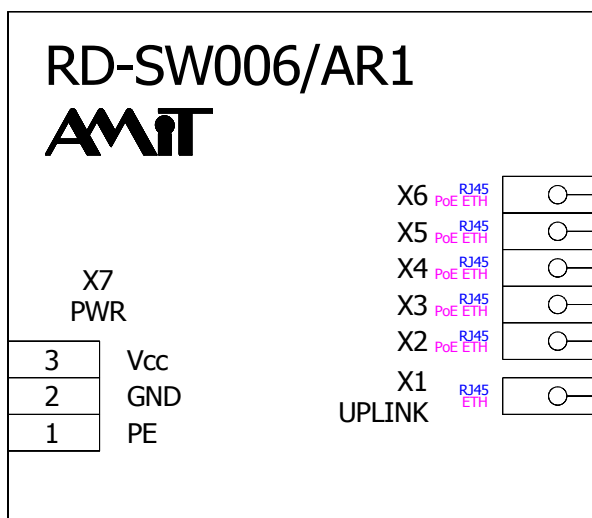 RD-SW006/AR1
AMiT
X6 RJ45 PoE ETH
X5 RJ45 PoE ETH
X4 RJ45 PoE ETH
X3 RJ45 PoE ETH
X2 RJ45 PoE ETH
X1 RJ45 ETH
UPLINK
X7
PWR
3 Vcc
2 GND
1 PE